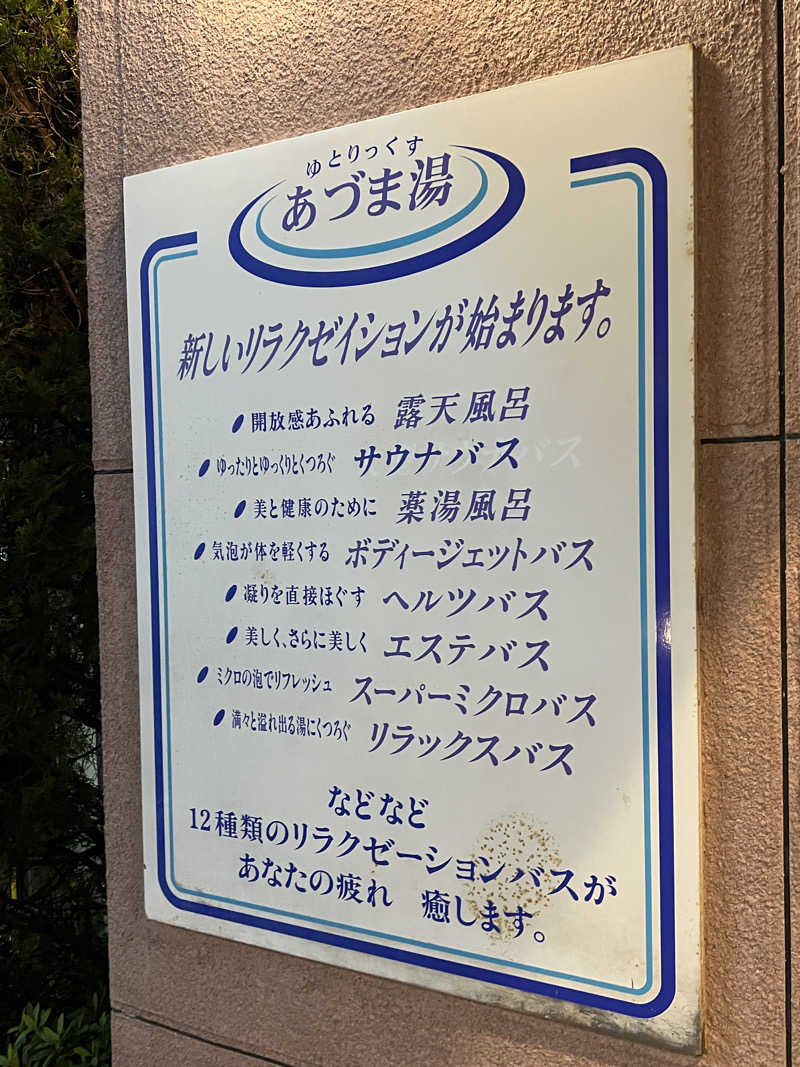 ゆとりっくす
あづま湯
新しいリラクゼイションが始まります。
開放感あふれる 露天風呂
ゆったりとゆっくりとくつろぐ サウナバス
美と健康のために 薬湯風呂
気泡が体を軽くする ボディージェットバス
凝りを直接ほぐす ヘルツバス
美しく、さらに美しく エステバス
ミクロの泡でリフレッシュ スーパーミクロバス
満々と溢れ出る湯にくつろぐ リラックスバス
などなど
12種類のリラクゼーションバスが
あなたの疲れ 癒します。